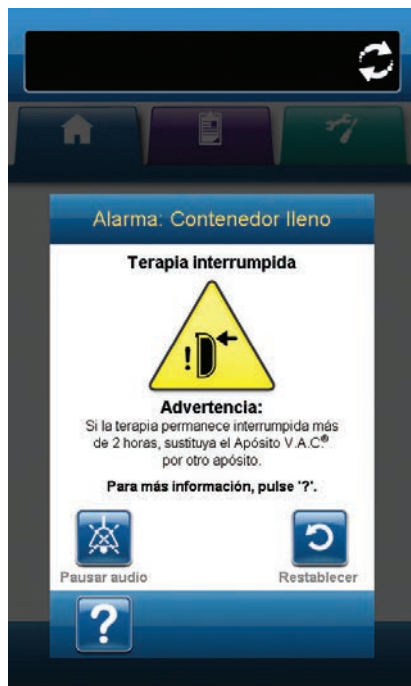 Alarma: Contenedor lleno
Terapia interrumpida
!
Advertencia:
Si la terapia permanece interrumpida más
de 2 horas, sustituya el Apósito V.A.C.®
por otro apósito.
Para más información, pulse '?'.
Pausar audio
Restablecer
?